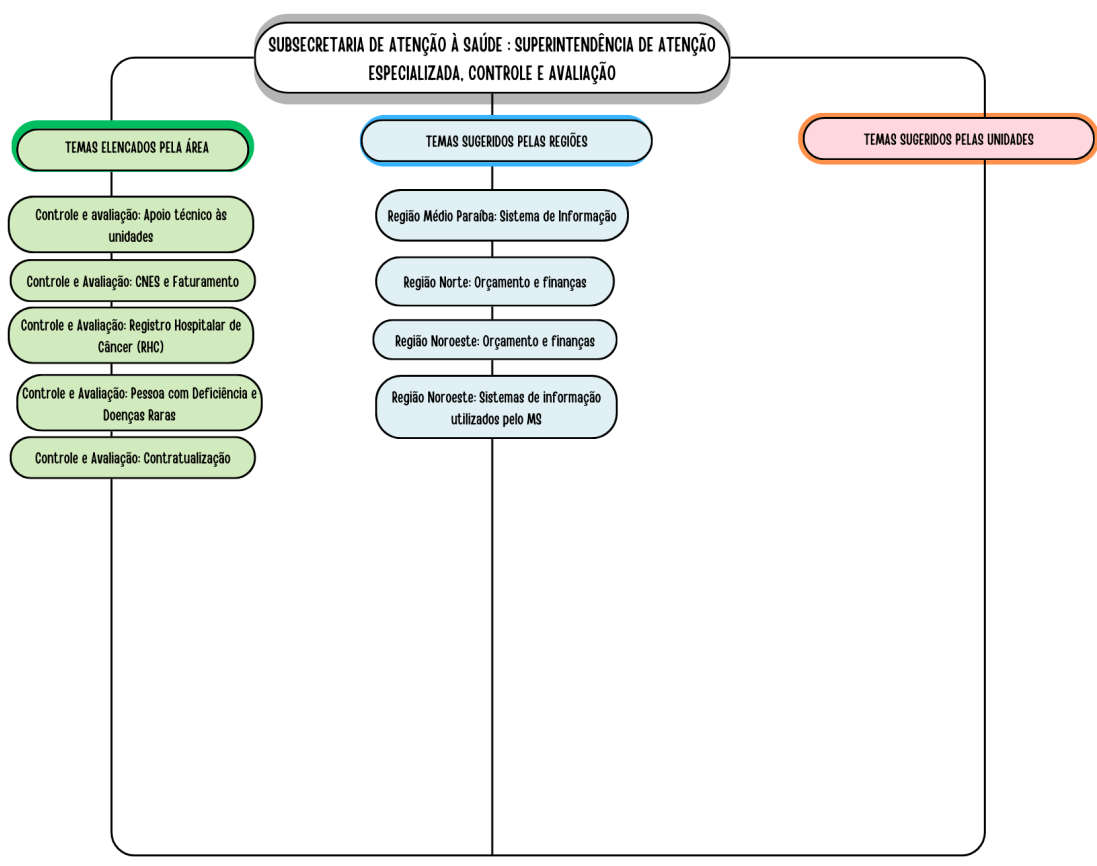 SUBSECRETARIA DE ATENÇÃO À SAÚDE : SUPERINTENDÊNCIA DE ATENÇÃO
ESPECIALIZADA, CONTROLE E AVALIAÇÃO
TEMAS ELENCADOS PELA ÁREA
Controle e avaliação: Apoio técnico às
unidades
Controle e Avaliação: CNES e Faturamento
Controle e Avaliação: Registro Hospitalar de
Câncer (RHC)
Controle e Avaliação: Pessoa com Deficiência e
Doenças Raras
Controle e Avaliação: Contratualização
TEMAS SUGERIDOS PELAS REGIÕES
Região Médio Paraíba: Sistema de Informação
Região Norte: Orçamento e finanças
Região Noroeste: Orçamento e finanças
Região Noroeste: Sistemas de informação
utilizados pelo MS
TEMAS SUGERIDOS PELAS UNIDADES